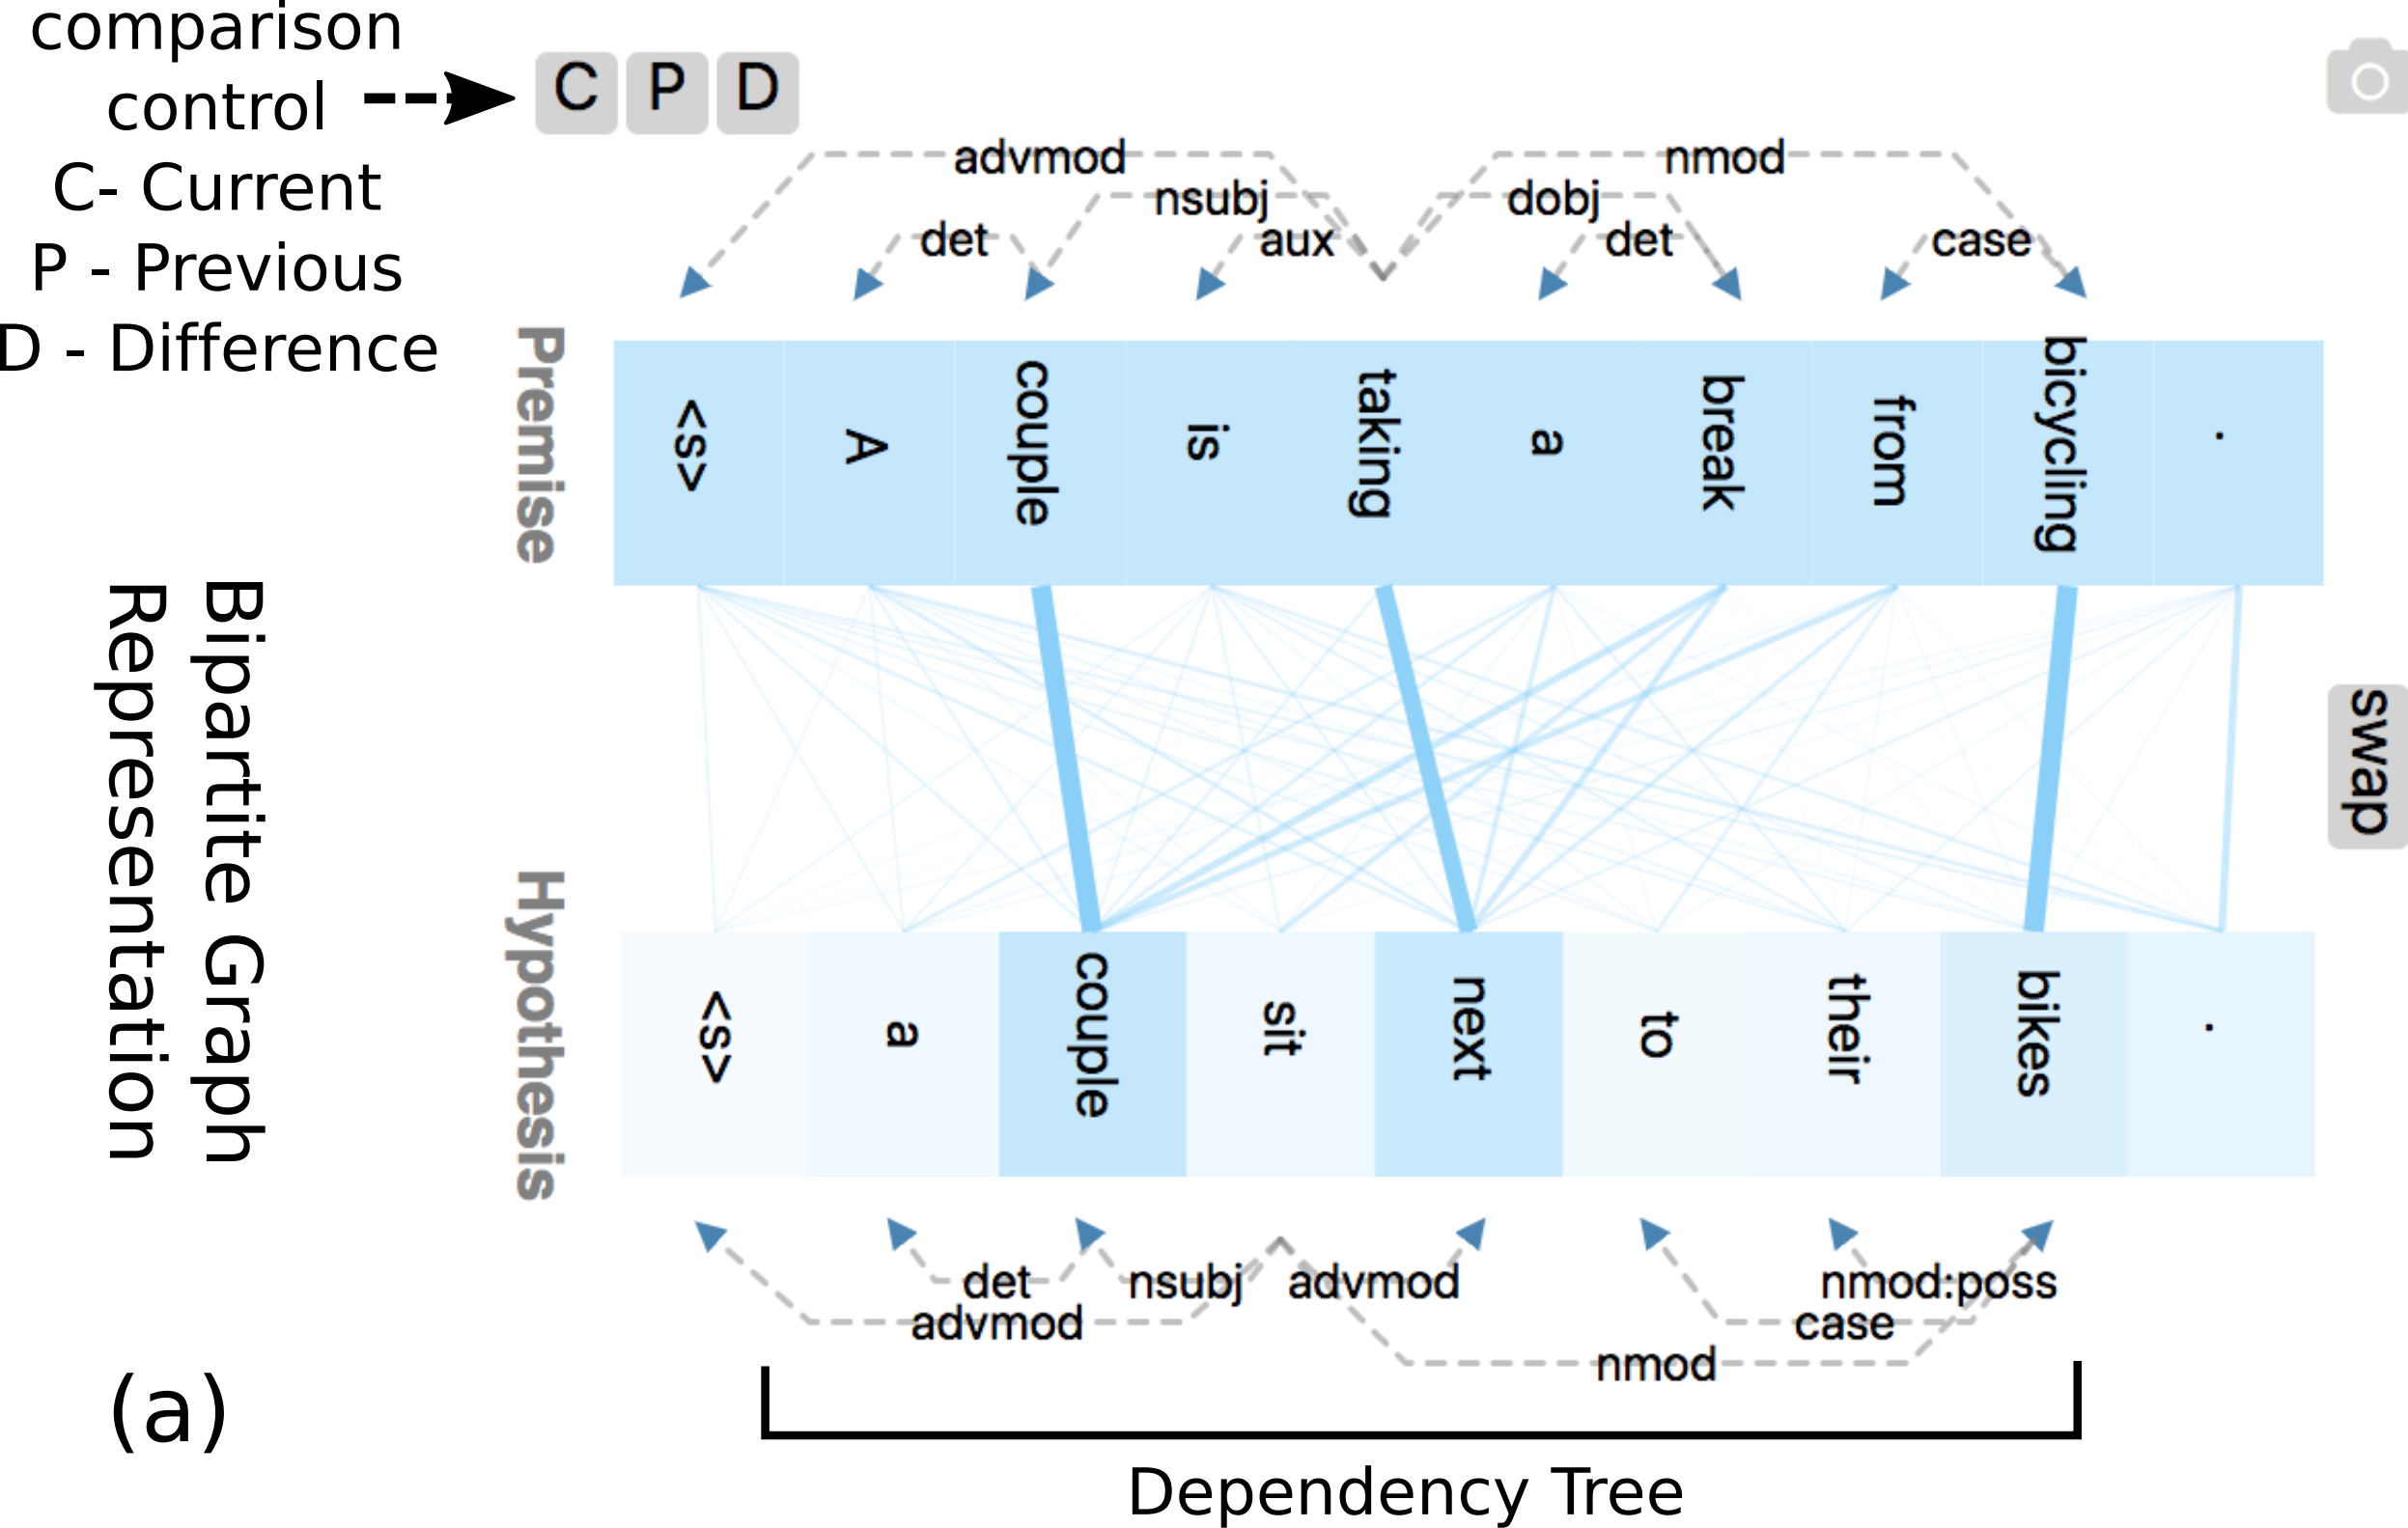 comparison
control
C- Current
P - Previous
D - Difference
C P D
advmod
nmod
nsubj
dobj
det
aux
det
case
Premise
<s> A couple is taking a break from bicycling .
Bipartite Graph
Representation
swap
Hypothesis
<s> a couple sit next to their bikes .
det
nsubj
advmod
nmod:poss
advmod
case
nmod
(a)
Dependency Tree